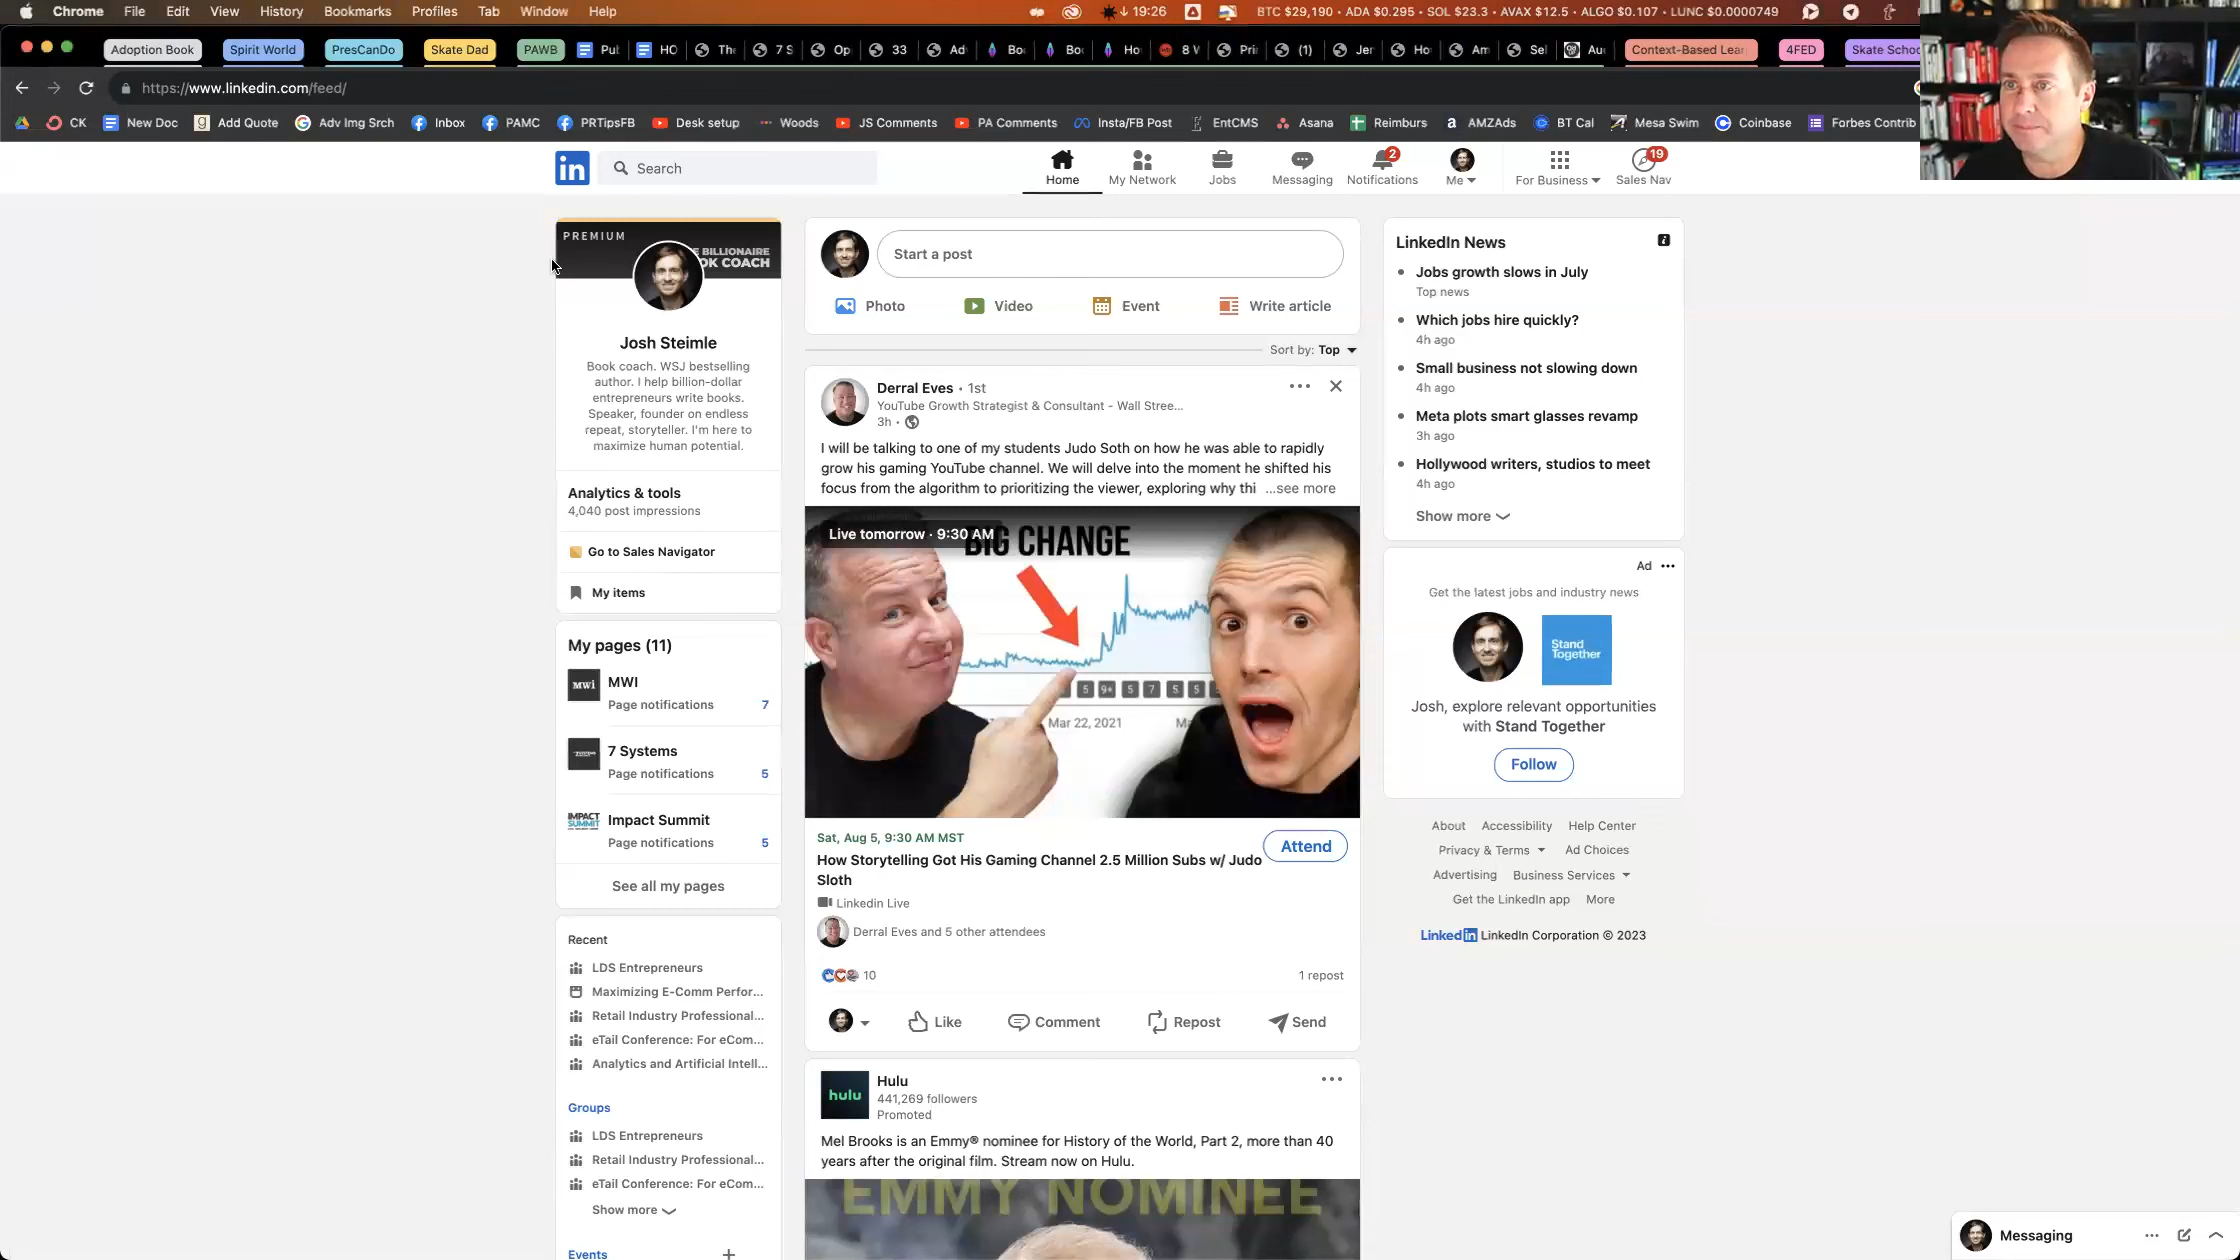 Chrome File Edit View History Bookmarks Profiles Tab Window Help 19:26 BTC $29,190 • ADA $0.295 • SOL $23.3 • AVAX $12.5 • ALGO $0.107 • LUNC $0.0000749
Adoption Book Spirit World PresCanDo Skate Dad PAWB 7 S 33 (1) 8 W Context-Based Lear 4FED Skate Schoo
https://www.linkedin.com/feed/
CK New Doc Add Quote Adv Img Srch Inbox PAMC PRTipsFB Desk setup Woods JS Comments PA Comments Insta/FB Post EntCMS Asana Reimburs AMZAds BT Cal Mesa Swim Coinbase Forbes Contrib
in Search
Home My Network Jobs Messaging 2 Notifications Me For Business 19 Sales Nav
PREMIUM
E BILLIONAIRE
OK COACH
Josh Steimle
Book coach. WSJ bestselling
author. I help billion-dollar
entrepreneurs write books.
Speaker, founder on endless
repeat, storyteller. I'm here to
maximize human potential.
Analytics & tools
4,040 post impressions
Go to Sales Navigator
My items
My pages (11)
MWi MWI
Page notifications 7
7 Systems
Page notifications 5
IMPACT SUMMIT Impact Summit
Page notifications 5
See all my pages
Recent
LDS Entrepreneurs
Maximizing E-Comm Perfor...
Retail Industry Professional...
eTail Conference: For eCom...
Analytics and Artificial Intell...
Groups
LDS Entrepreneurs
Retail Industry Professional...
eTail Conference: For eCom...
Show more
Events +
Start a post
Photo Video Event Write article
Sort by: Top
Derral Eves • 1st
YouTube Growth Strategist & Consultant - Wall Stree...
3h •
I will be talking to one of my students Judo Soth on how he was able to rapidly
grow his gaming YouTube channel. We will delve into the moment he shifted his
focus from the algorithm to prioritizing the viewer, exploring why thi ...see more
Live tomorrow · 9:30 AM
BIG CHANGE
5 9+ 5 7 5 5
Mar 22, 2021 Ma
Sat, Aug 5, 9:30 AM MST
How Storytelling Got His Gaming Channel 2.5 Million Subs w/ Judo
Sloth
Attend
Linkedin Live
Derral Eves and 5 other attendees
10 1 repost
Like Comment Repost Send
hulu Hulu
441,269 followers
Promoted
Mel Brooks is an Emmy® nominee for History of the World, Part 2, more than 40
years after the original film. Stream now on Hulu.
EMMY NOMINEE
LinkedIn News
Jobs growth slows in July
Top news
Which jobs hire quickly?
4h ago
Small business not slowing down
4h ago
Meta plots smart glasses revamp
3h ago
Hollywood writers, studios to meet
4h ago
Show more
Ad
Get the latest jobs and industry news
Stand
Together
Josh, explore relevant opportunities
with Stand Together
Follow
About Accessibility Help Center
Privacy & Terms Ad Choices
Advertising Business Services
Get the LinkedIn app More
Linkedin LinkedIn Corporation © 2023
Messaging